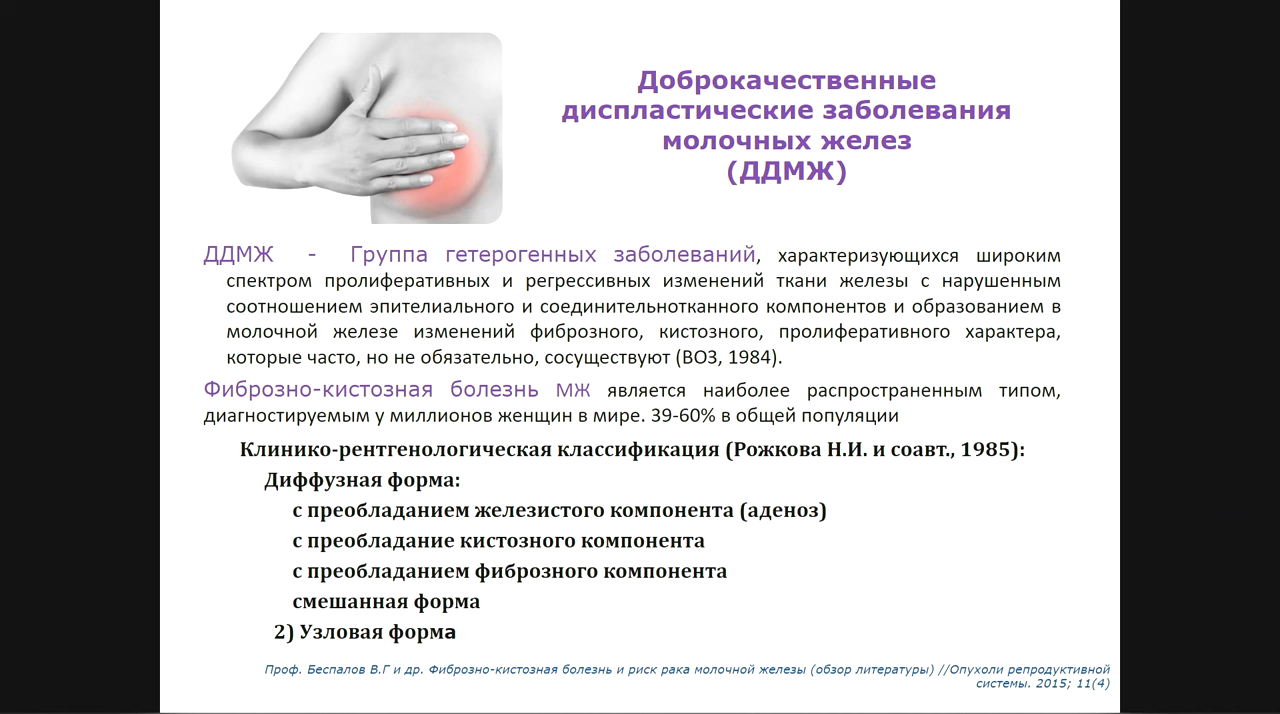 Доброкачественные
диспластические заболевания
молочных желез
(ДДМЖ)
ДДМЖ - Группа гетерогенных заболеваний, характеризующихся широким
спектром пролиферативных и регрессивных изменений ткани железы с нарушенным
соотношением эпителиального и соединительнотканного компонентов и образованием в
молочной железе изменений фиброзного, кистозного, пролиферативного характера,
которые часто, но не обязательно, сосуществуют (ВОЗ, 1984).
Фиброзно-кистозная болезнь МЖ является наиболее распространенным типом,
диагностируемым у миллионов женщин в мире. 39-60% в общей популяции
Клинико-рентгенологическая классификация (Рожкова Н.И. и соавт., 1985):
Диффузная форма:
с преобладанием железистого компонента (аденоз)
с преобладание кистозного компонента
с преобладанием фиброзного компонента
смешанная форма
2) Узловая форма
Проф. Беспалов В.Г и др. Фиброзно-кистозная болезнь и риск рака молочной железы (обзор литературы) //Опухоли репродуктивной
системы. 2015; 11(4)